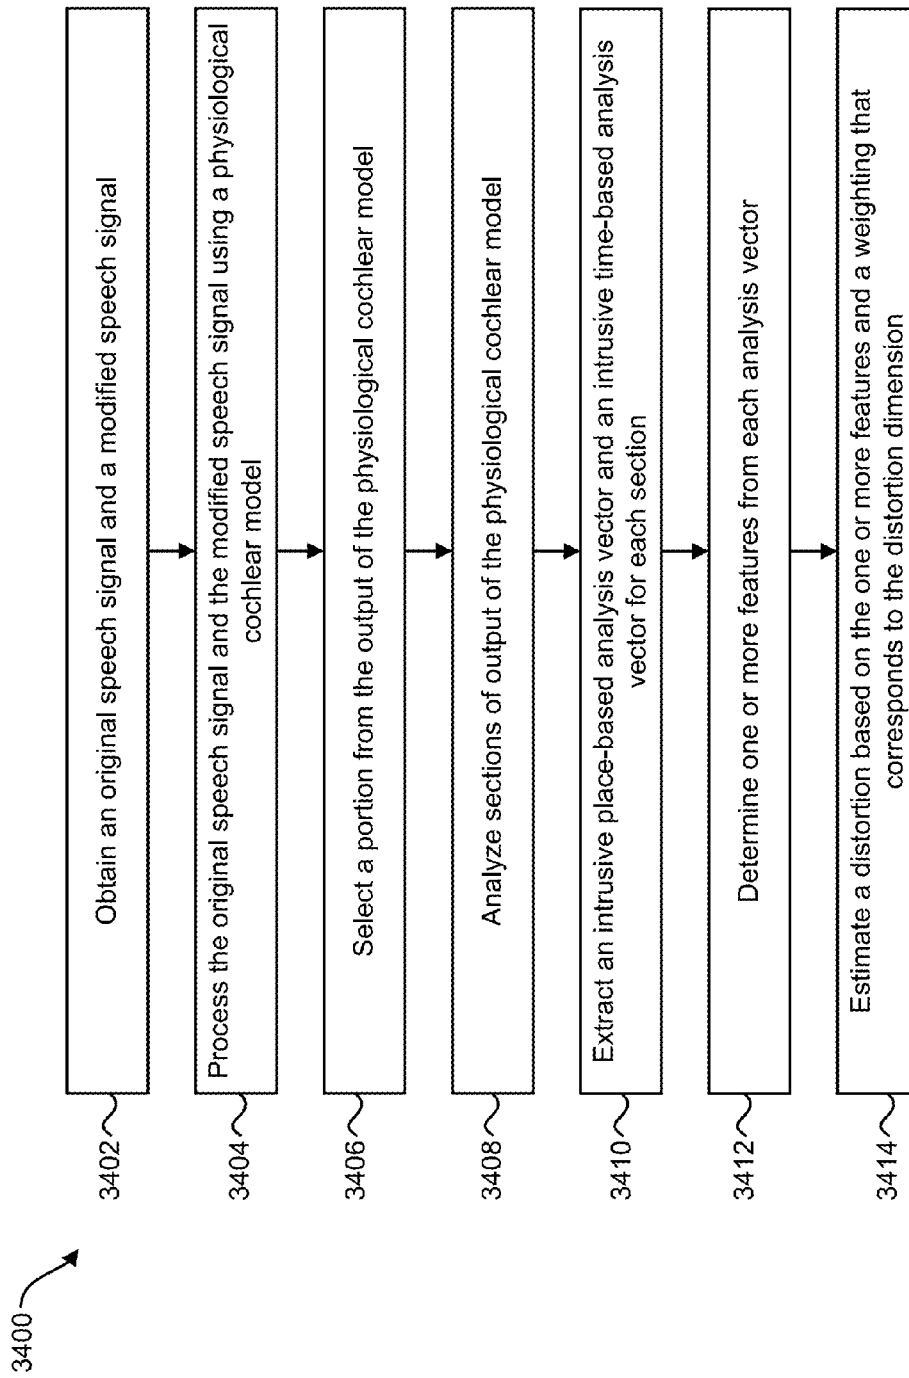 3400
3402
Obtain an original speech signal and a modified speech signal
3404
Process the original speech signal and the modified speech signal using a physiological
cochlear model
3406
Select a portion from the output of the physiological cochlear model
3408
Analyze sections of output of the physiological cochlear model
3410
Extract an intrusive place-based analysis vector and an intrusive time-based analysis
vector for each section
3412
Determine one or more features from each analysis vector
3414
Estimate a distortion based on the one or more features and a weighting that
corresponds to the distortion dimension